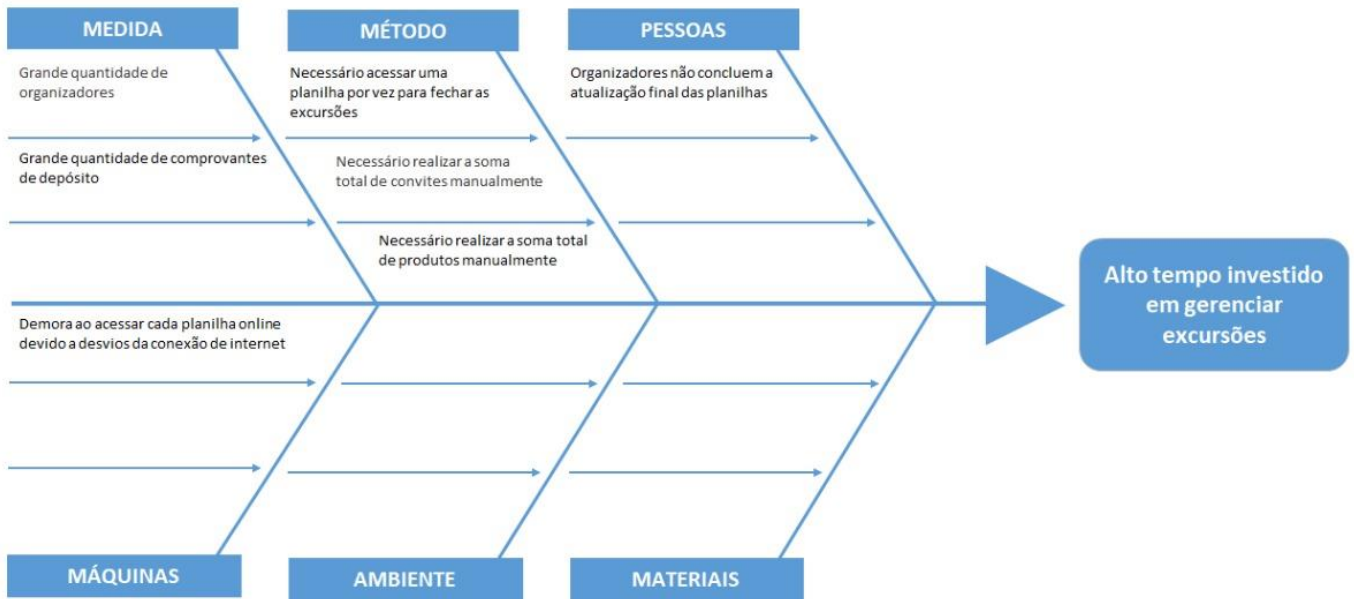 MEDIDA
Grande quantidade de
organizadores
Grande quantidade de comprovantes
de depósito
MÉTODO
Necessário acessar uma
planilha por vez para fechar as
excursões
Necessário realizar a soma
total de convites manualmente
Necessário realizar a soma total
de produtos manualmente
PESSOAS
Organizadores não concluem a
atualização final das planilhas
Alto tempo investido
em gerenciar
excursões
Demora ao acessar cada planilha online
devido a desvios da conexão de internet
MÁQUINAS
AMBIENTE
MATERIAIS